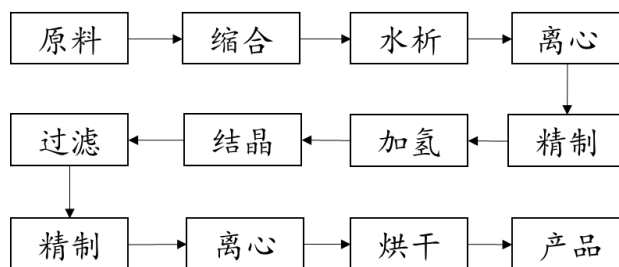 原料 缩合 水析 离心
过滤 结晶 加氢 精制
精制 离心 烘干 产品